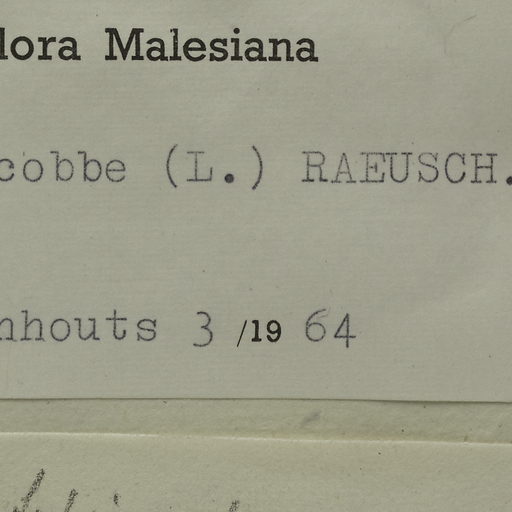 lora Malesiana
cobbe (L.) RAEUSCH.
nhouts 3 /19 64